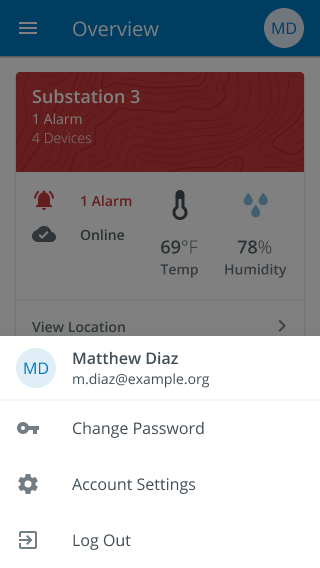 Overview
MD
Substation 3
1 Alarm
4 Devices
1 Alarm
Online
69°F
Temp
78%
Humidity
View Location
MD
Matthew Diaz
m.diaz@example.org
Change Password
Account Settings
Log Out